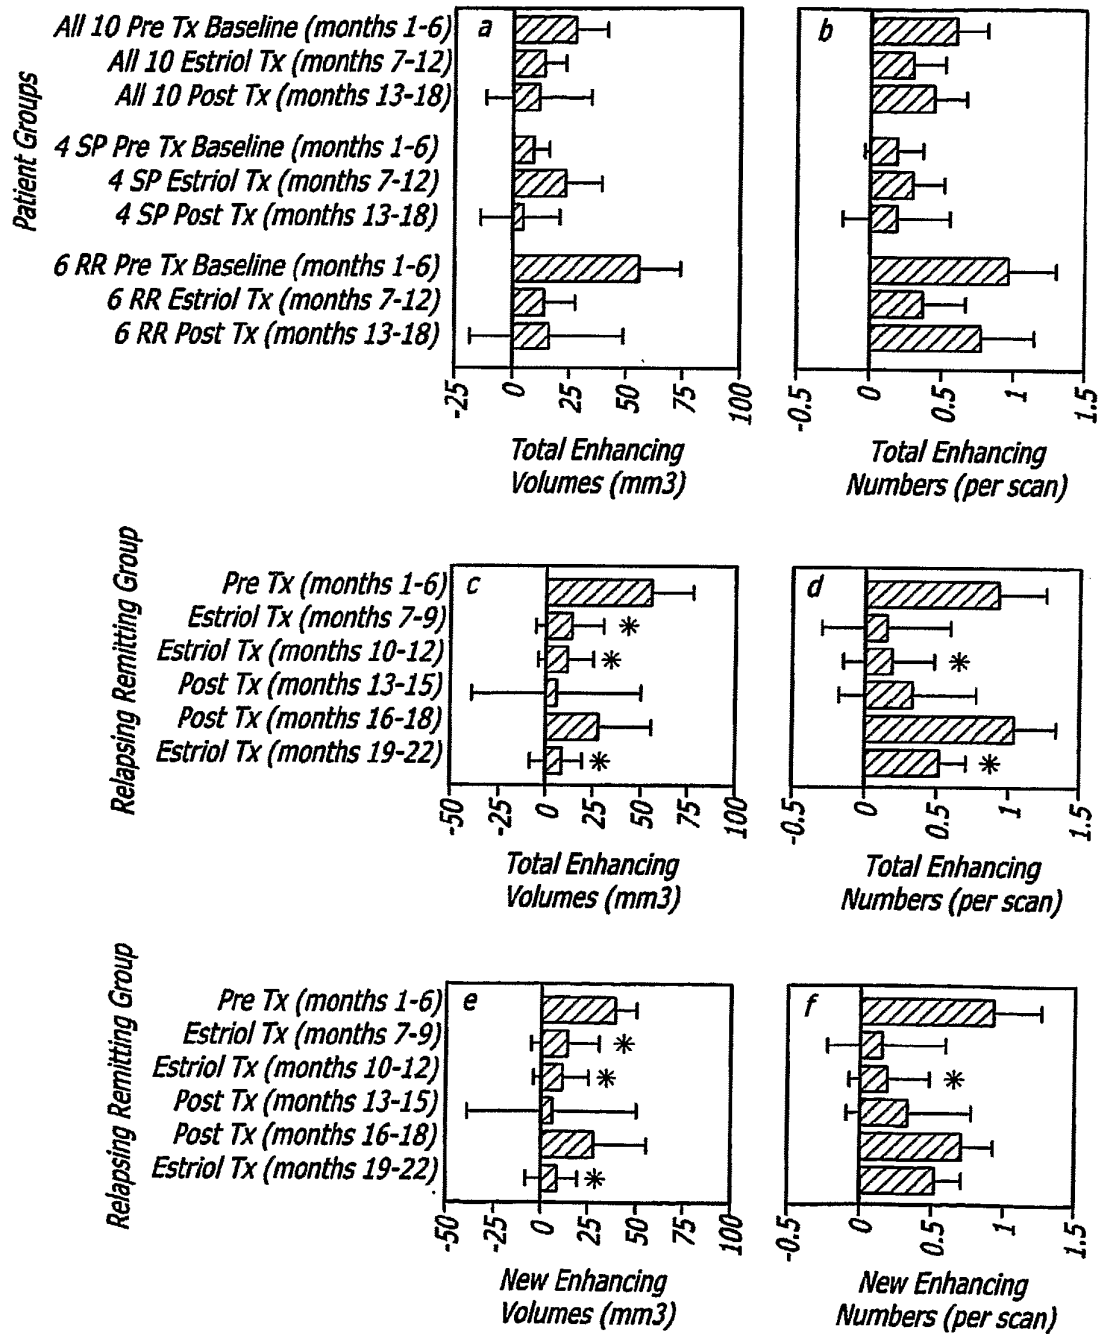 Patient Groups
All 10 Pre Tx Baseline (months 1-6)
All 10 Estriol Tx (months 7-12)
All 10 Post Tx (months 13-18)
4 SP Pre Tx Baseline (months 1-6)
4 SP Estriol Tx (months 7-12)
4 SP Post Tx (months 13-18)
6 RR Pre Tx Baseline (months 1-6)
6 RR Estriol Tx (months 7-12)
6 RR Post Tx (months 13-18)
a
-25 0 25 50 75 100
Total Enhancing
Volumes (mm3)
b
-0.5 0 0.5 1 1.5
Total Enhancing
Numbers (per scan)
Relapsing Remitting Group
Pre Tx (months 1-6)
Estriol Tx (months 7-9)
Estriol Tx (months 10-12)
Post Tx (months 13-15)
Post Tx (months 16-18)
Estriol Tx (months 19-22)
c
*
*
*
-50 0 25 50 100
Total Enhancing
Volumes (mm3)
d
*
*
-0.5 0 0.5 1 1.5
Total Enhancing
Numbers (per scan)
Relapsing Remitting Group
Pre Tx (months 1-6)
Estriol Tx (months 7-9)
Estriol Tx (months 10-12)
Post Tx (months 13-15)
Post Tx (months 16-18)
Estriol Tx (months 19-22)
e
*
*
*
-50 0 25 50 100
New Enhancing
Volumes (mm3)
f
*
-0.5 0 0.5 1 1.5
New Enhancing
Numbers (per scan)